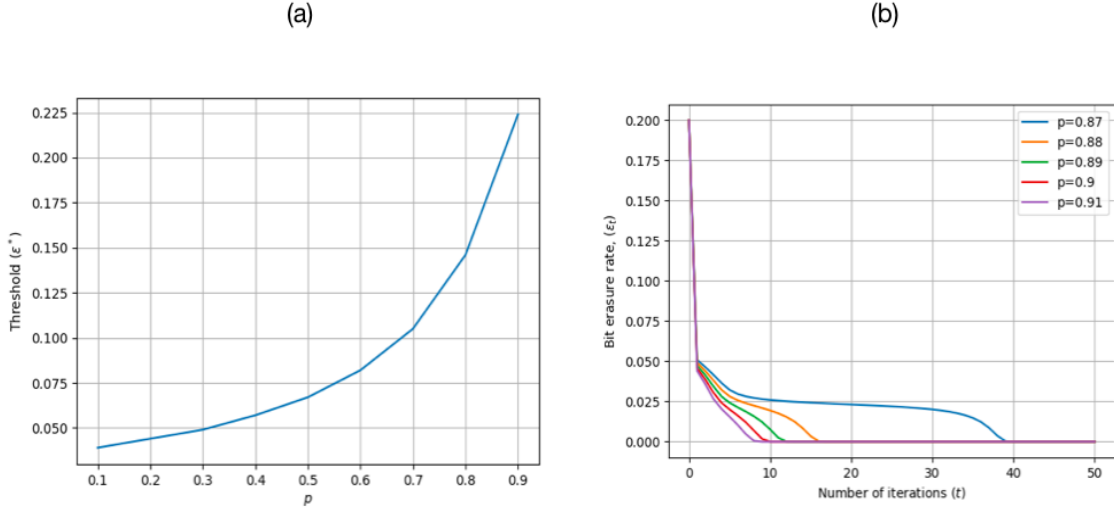 (a)
(b)
0.225
0.200
0.175
0.150
0.125
0.100
0.075
0.050
Threshold (ε*)
0.1 0.2 0.3 0.4 0.5 0.6 0.7 0.8 0.9
p
0.200
0.175
0.150
0.125
0.100
0.075
0.050
0.025
0.000
Bit erasure rate, (ε_t)
p=0.87
p=0.88
p=0.89
p=0.9
p=0.91
0 10 20 30 40 50
Number of iterations (t)